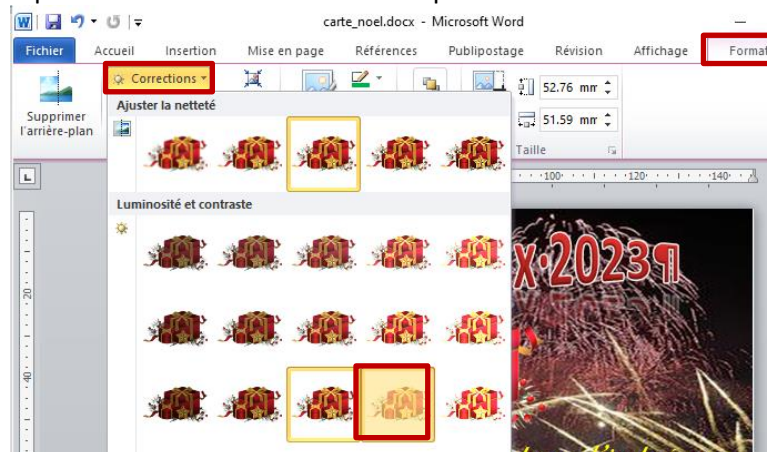 carte_noel.docx - Microsoft Word
Fichier Accueil Insertion Mise en page Références Publipostage Révision Affichage Format
Supprimer l'arrière-plan
Corrections
52.76 mm
51.59 mm
Taille
Ajuster la netteté
100 120 140
Luminosité et contraste
x·2023¶
20
40